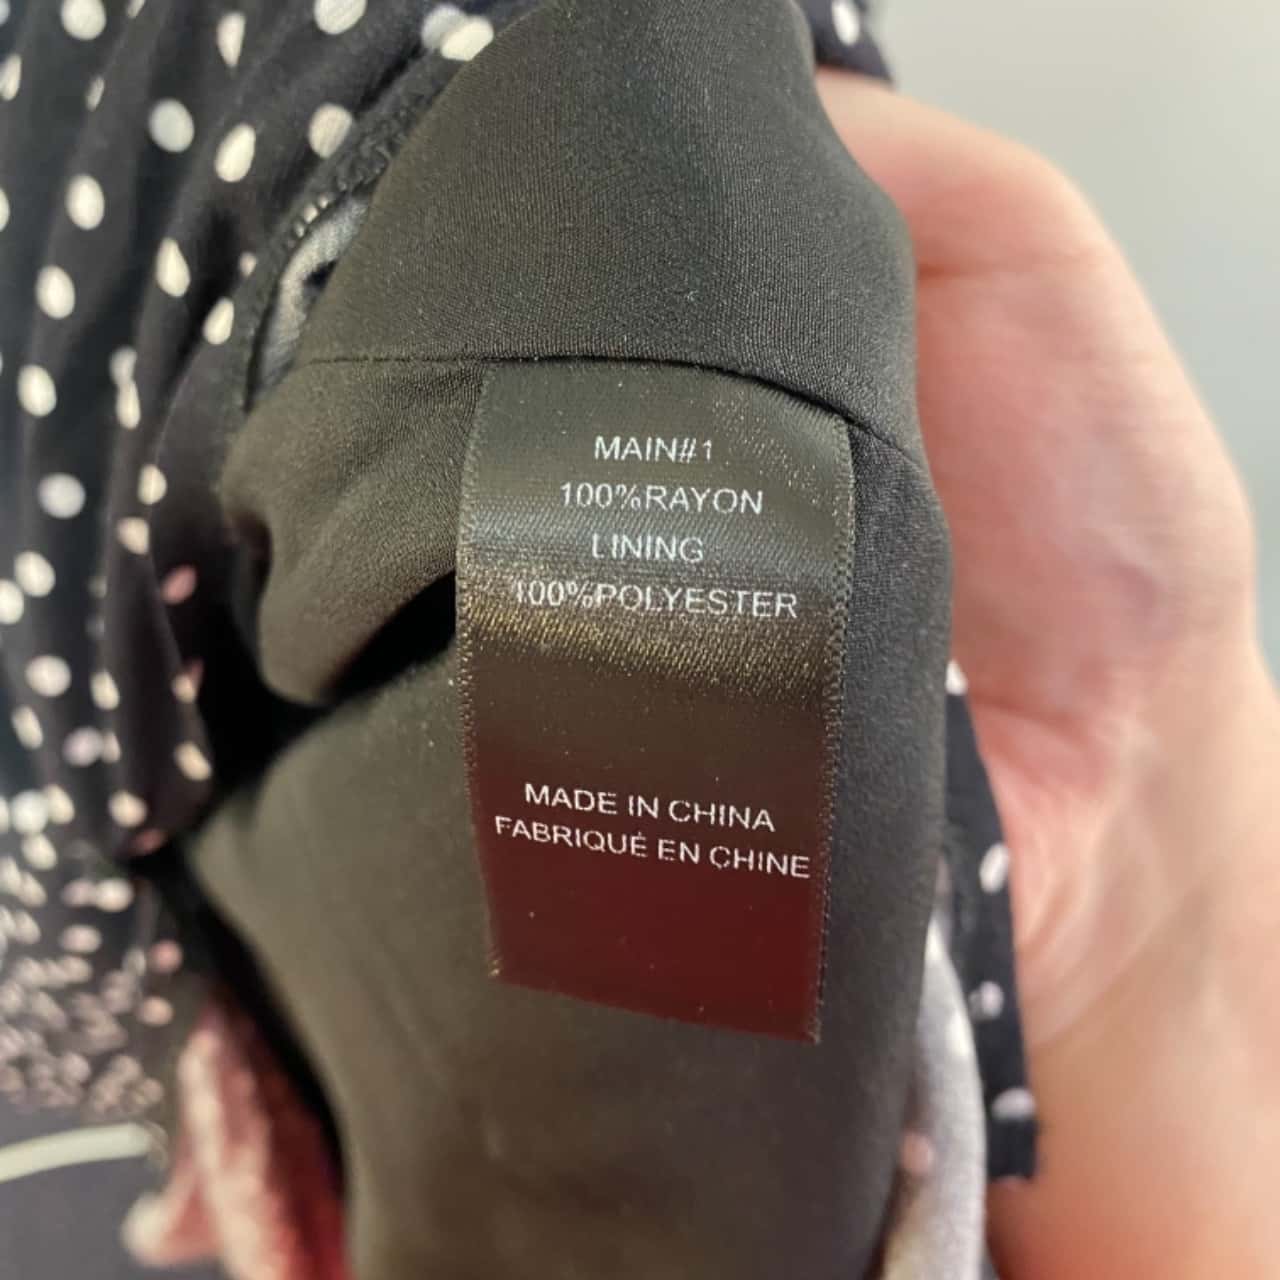 MAIN#1
100%RAYON
LINING
100%POLYESTER
MADE IN CHINA
FABRIQUÉ EN CHINE